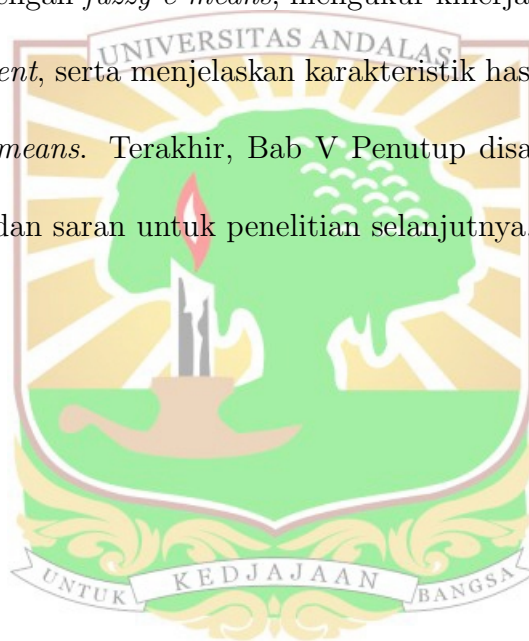 engan fuzzy c-means, mengukur kinerja
UNIVERSITAS ANDALAS
ent, serta menjelaskan karakteristik has
means. Terakhir, Bab V Penutup disa
dan saran untuk penelitian selanjutnya.
UNTUK KEDJAJAAN BANGSA